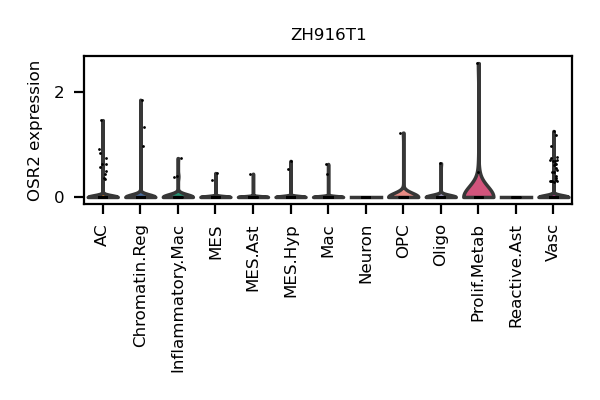 ZH916T1
OSR2 expression
2
0
AC
Chromatin.Reg
Inflammatory.Mac
MES
MES.Ast
MES.Hyp
Mac
Neuron
OPC
Oligo
Prolif.Metab
Reactive.Ast
Vasc